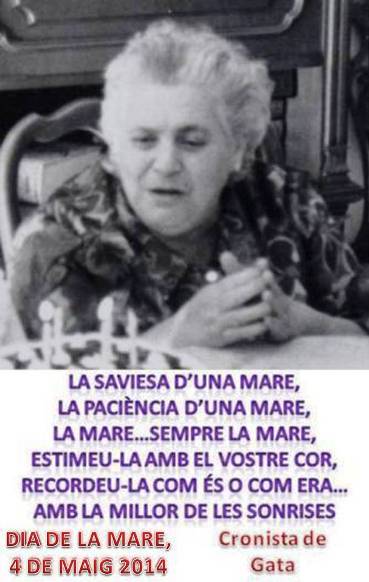 LA SAVIESA D'UNA MARE,
LA PACIÈNCIA D'UNA MARE,
LA MARE...SEMPRE LA MARE,
ESTIMEU-LA AMB EL VOSTRE COR,
RECORDEU-LA COM ÉS O COM ERA...
AMB LA MILLOR DE LES SONRISES
DIA DE LA MARE,
4 DE MAIG 2014
Cronista de
Gata